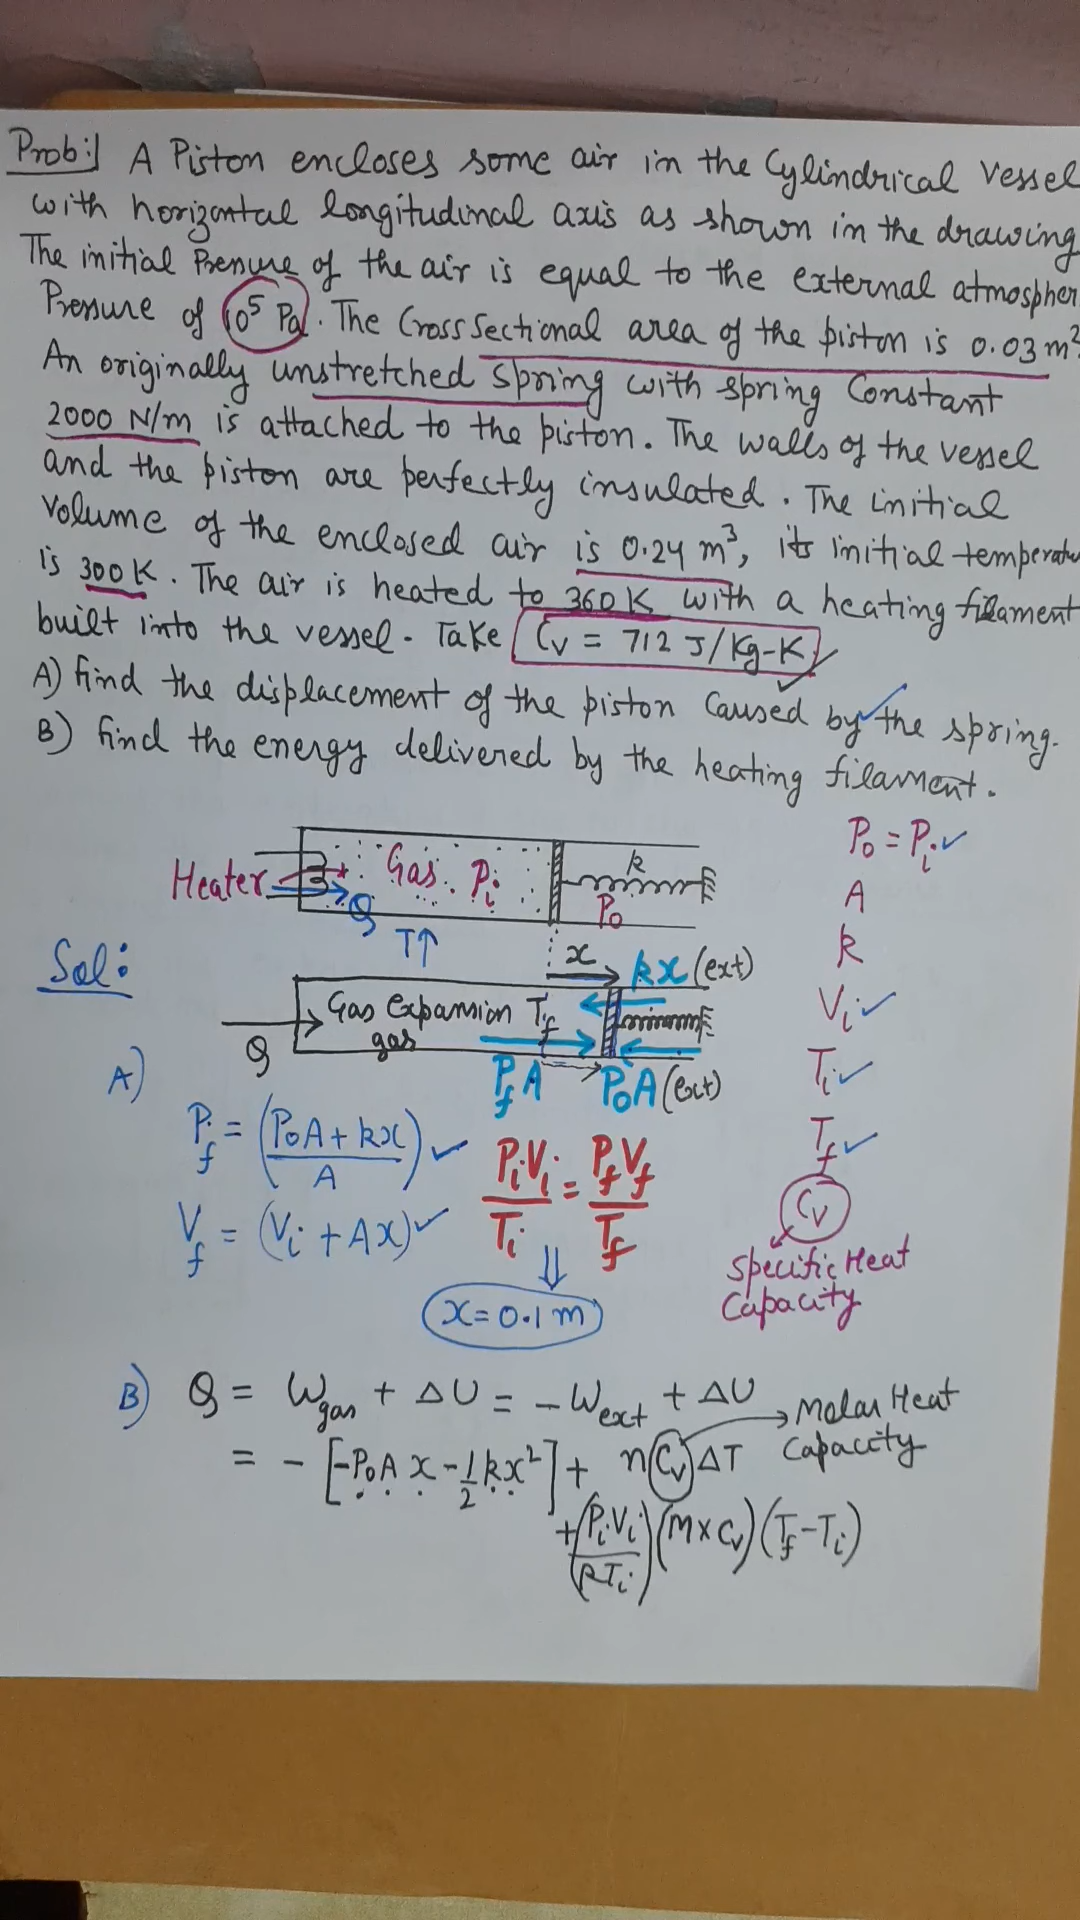 Prob:1 A Piston encloses some air in the Cylindrical Vessel
with horizontal longitudinal axis as shown in the drawing
The initial Pressure of the air is equal to the external atmospher
Pressure of 10⁵ Pa. The Cross Sectional area of the piston is 0.03 m²
An originally unstretched spring with spring Constant
2000 N/m is attached to the piston. The walls of the vessel
and the piston are perfectly insulated. The initial
Volume of the enclosed air is 0.24 m³, its initial temperatu
is 300 K. The air is heated to 360 K with a heating filament
built into the vessel. Take Cv = 712 J/Kg-K
A) find the displacement of the piston Caused by the spring.
B) find the energy delivered by the heating filament.
P₀ = Pi ✓
Heater Gas Pi k
Q P₀
A
T↑
k
Sol:
x kx (ext)
Vi ✓
Gas Expansion Tf
gas
Q
Ti ✓
A) PfA P₀A (ext)
Tf ✓
Pf = (P₀A + kx / A) ✓ PiVi / Ti = PfVf / Tf
Cv
Vf = (Vi + Ax) ✓
Specific Heat
Capacity
⇓
x = 0.1 m
B) Q = Wgas + ΔU = - Wext + ΔU → Molar Heat
Capacity
= - [-P₀A x - 1/2 kx²] + n Cv ΔT
+ (PiVi / RTi) (M × Cv) (Tf - Ti)